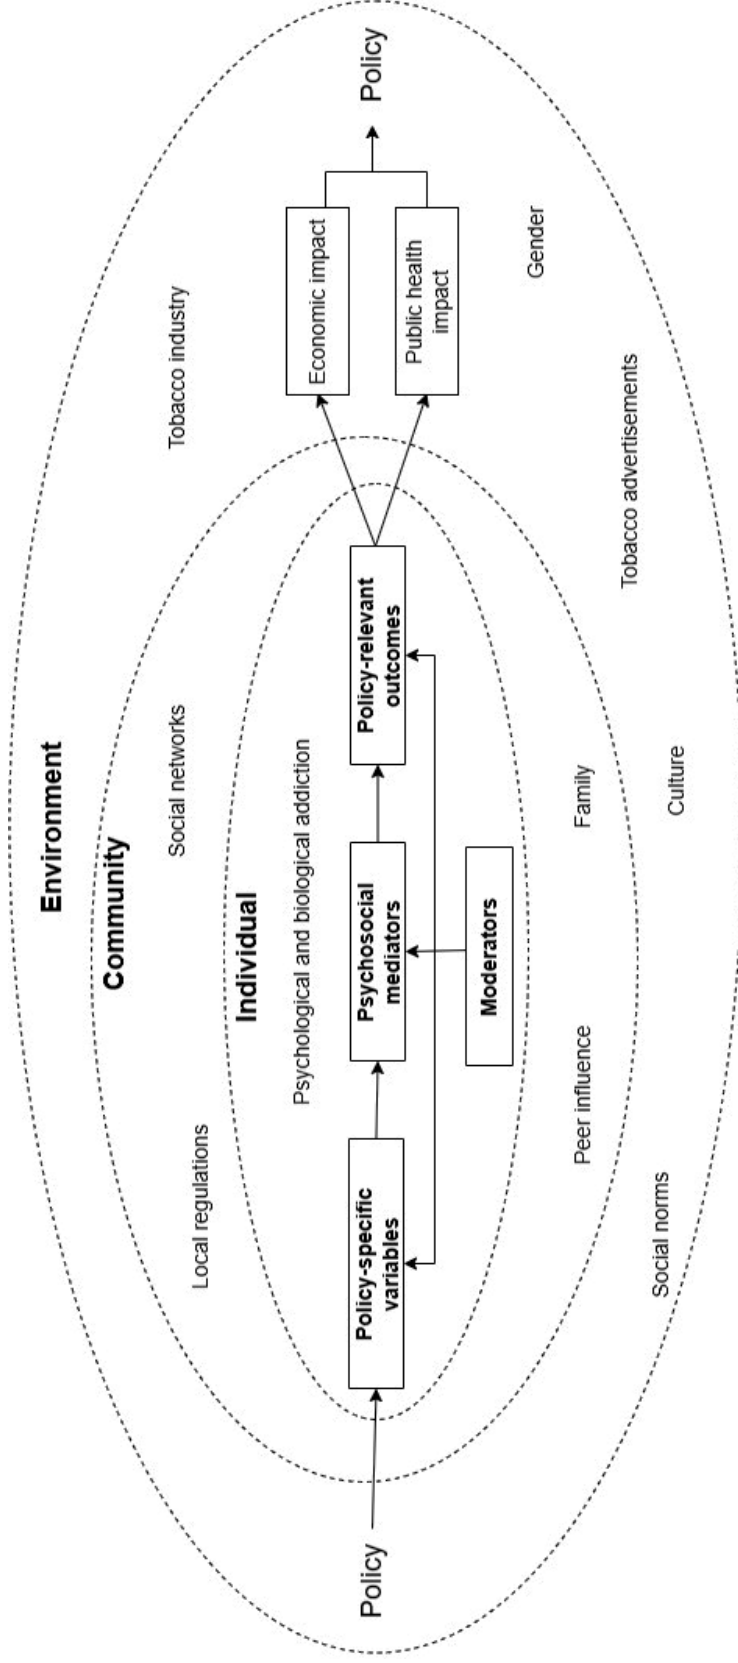 Environment
Community
Individual
Tobacco industry
Social networks
Local regulations
Psychological and biological addiction
Policy
Policy-specific
variables
Psychosocial
mediators
Policy-relevant
outcomes
Moderators
Economic impact
Public health
impact
Policy
Peer influence
Family
Gender
Social norms
Culture
Tobacco advertisements